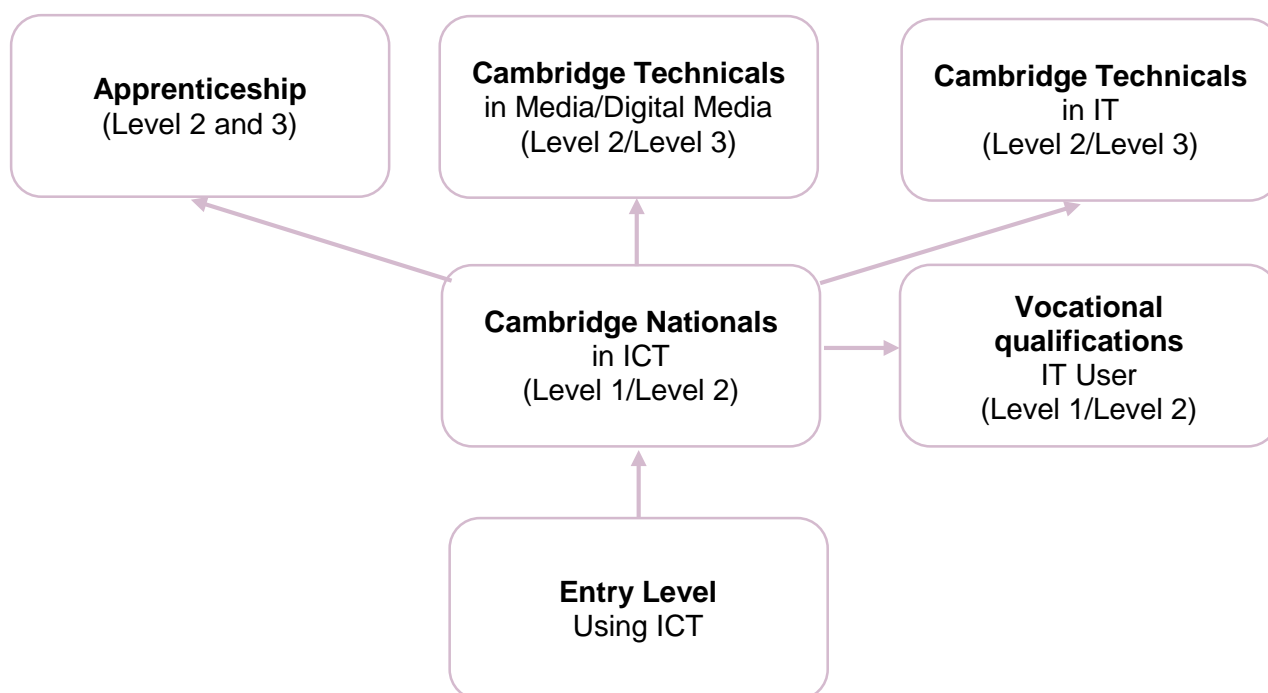 Apprenticeship
(Level 2 and 3)
Cambridge Technicals
in Media/Digital Media
(Level 2/Level 3)
Cambridge Technicals
in IT
(Level 2/Level 3)
Cambridge Nationals
in ICT
(Level 1/Level 2)
Vocational
qualifications
IT User
(Level 1/Level 2)
Entry Level
Using ICT